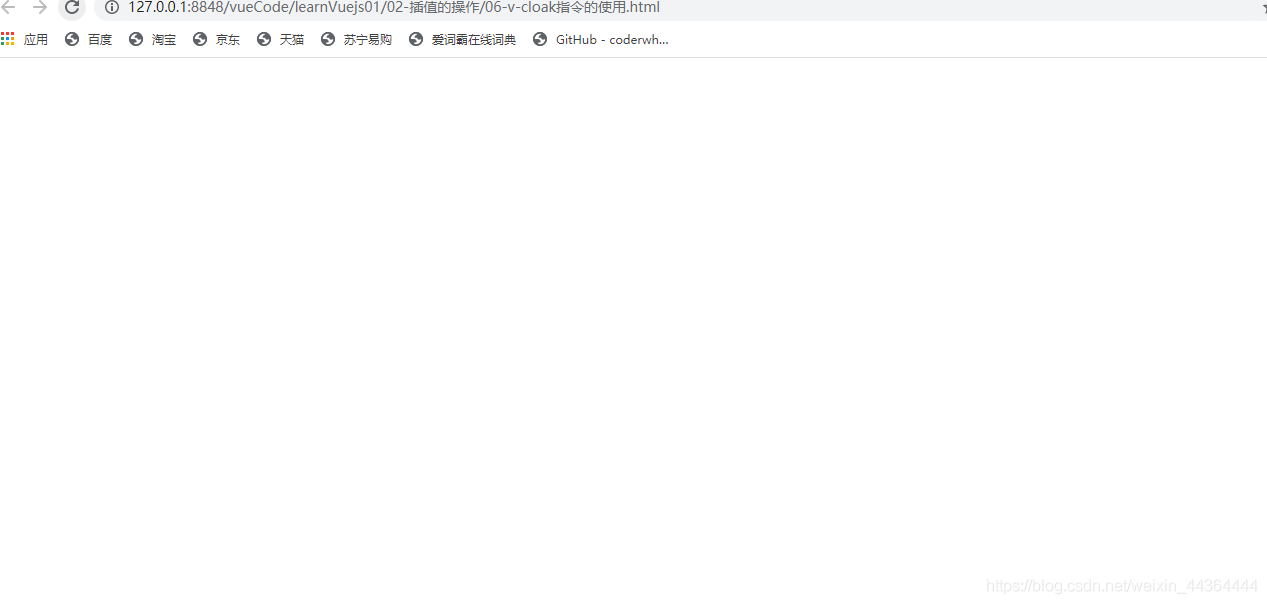 127.0.0.1:8848/vueCode/learnVuejs01/02-插值的操作/06-v-cloak指令的使用.html
应用 百度 淘宝 京东 天猫 苏宁易购 爱词霸在线词典 GitHub - coderwh...
https://blog.csdn.net/weixin_44364444